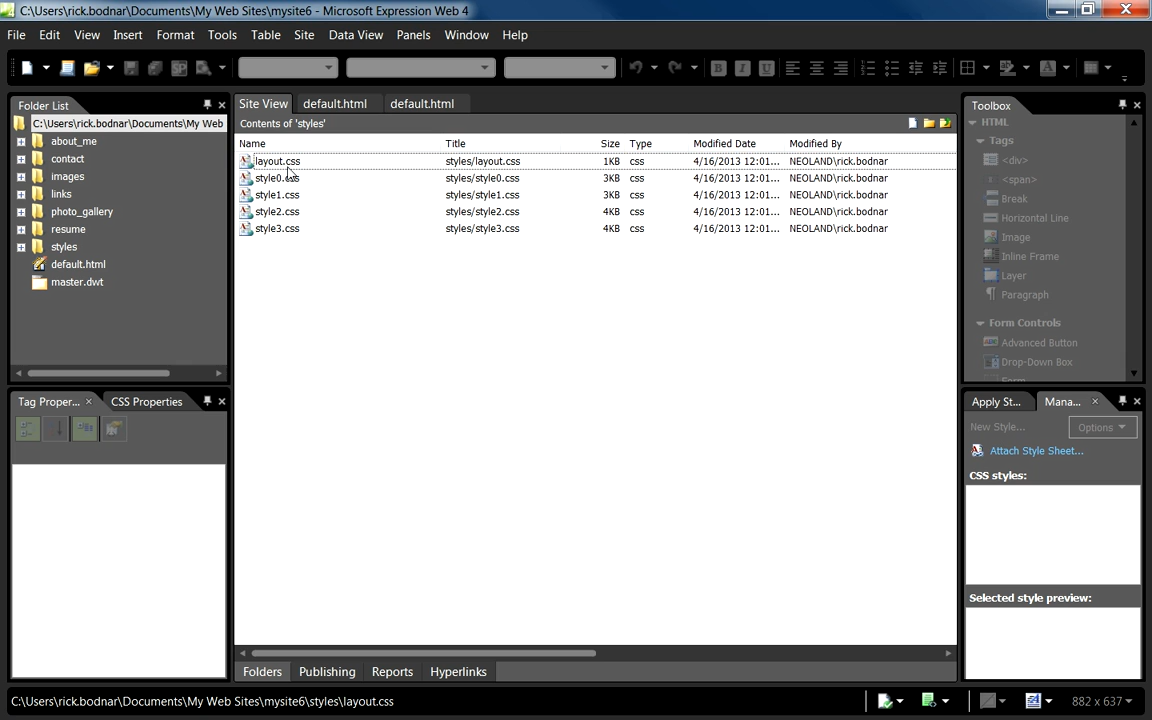 C:\Users\rick.bodnar\Documents\My Web Sites\mysite6 - Microsoft Expression Web 4
File Edit View Insert Format Tools Table Site Data View Panels Window Help
Folder List
C:\Users\rick.bodnar\Documents\My Web
about_me
contact
images
links
photo_gallery
resume
styles
default.html
master.dwt
Site View default.html default.html
Contents of 'styles'
Name Title Size Type Modified Date Modified By
layout.css styles/layout.css 1KB css 4/16/2013 12:01... NEOLAND\rick.bodnar
style0.css styles/style0.css 3KB css 4/16/2013 12:01... NEOLAND\rick.bodnar
style1.css styles/style1.css 3KB css 4/16/2013 12:01... NEOLAND\rick.bodnar
style2.css styles/style2.css 4KB css 4/16/2013 12:01... NEOLAND\rick.bodnar
style3.css styles/style3.css 4KB css 4/16/2013 12:01... NEOLAND\rick.bodnar
Toolbox
HTML
Tags
<div>
<span>
Break
Horizontal Line
Image
Inline Frame
Layer
Paragraph
Form Controls
Advanced Button
Drop-Down Box
Form
Tag Proper... CSS Properties
Apply St... Mana...
New Style... Options
Attach Style Sheet...
CSS styles:
Selected style preview:
Folders Publishing Reports Hyperlinks
C:\Users\rick.bodnar\Documents\My Web Sites\mysite6\styles\layout.css
882 x 637